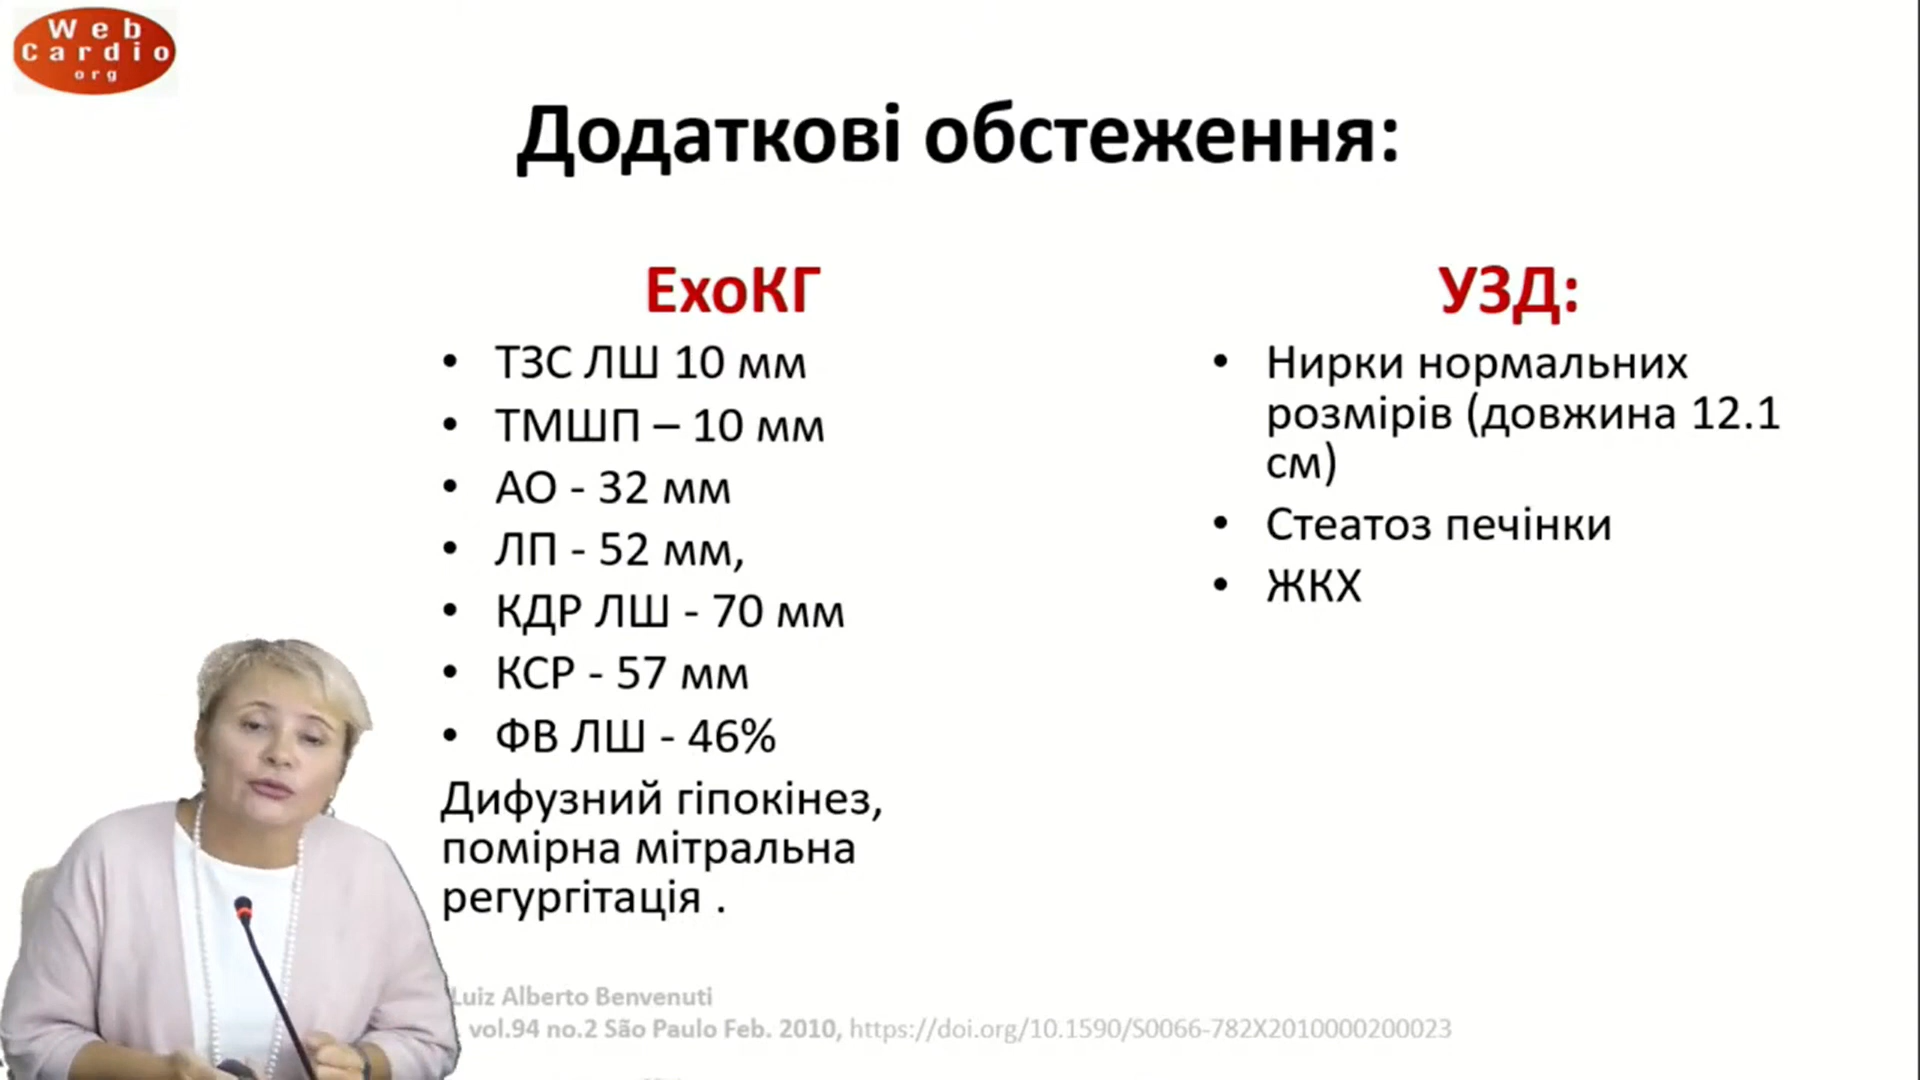 Web
Cardio
org
Додаткові обстеження:
ЕхоКГ
• ТЗС ЛШ 10 мм
• ТМШП – 10 мм
• АО - 32 мм
• ЛП - 52 мм,
• КДР ЛШ - 70 мм
• КСР - 57 мм
• ФВ ЛШ - 46%
Дифузний гіпокінез,
помірна мітральна
регургітація .
УЗД:
• Нирки нормальних
розмірів (довжина 12.1
см)
• Стеатоз печінки
• ЖКХ
Luiz Alberto Benvenuti
vol.94 no.2 São Paulo Feb. 2010, https://doi.org/10.1590/S0066-782X2010000200023